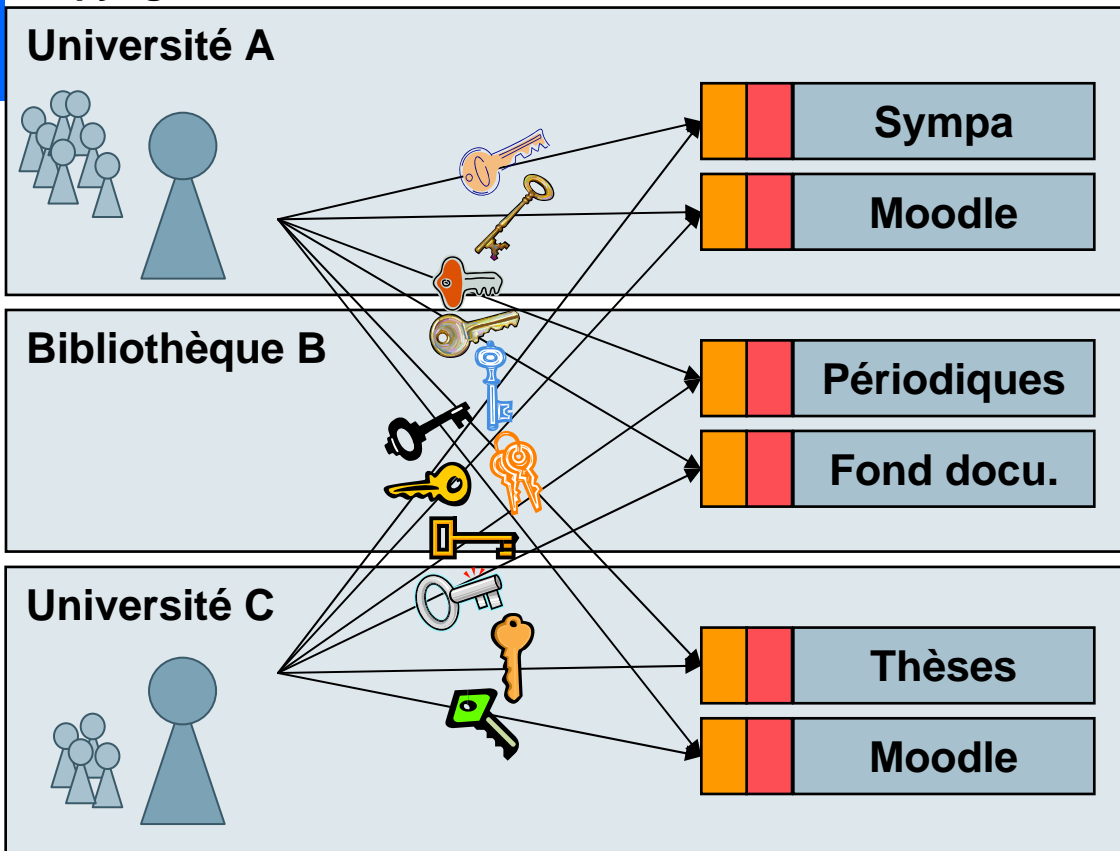 Université A
Sympa
Moodle
Bibliothèque B
Périodiques
Fond docu.
Université C
Thèses
Moodle